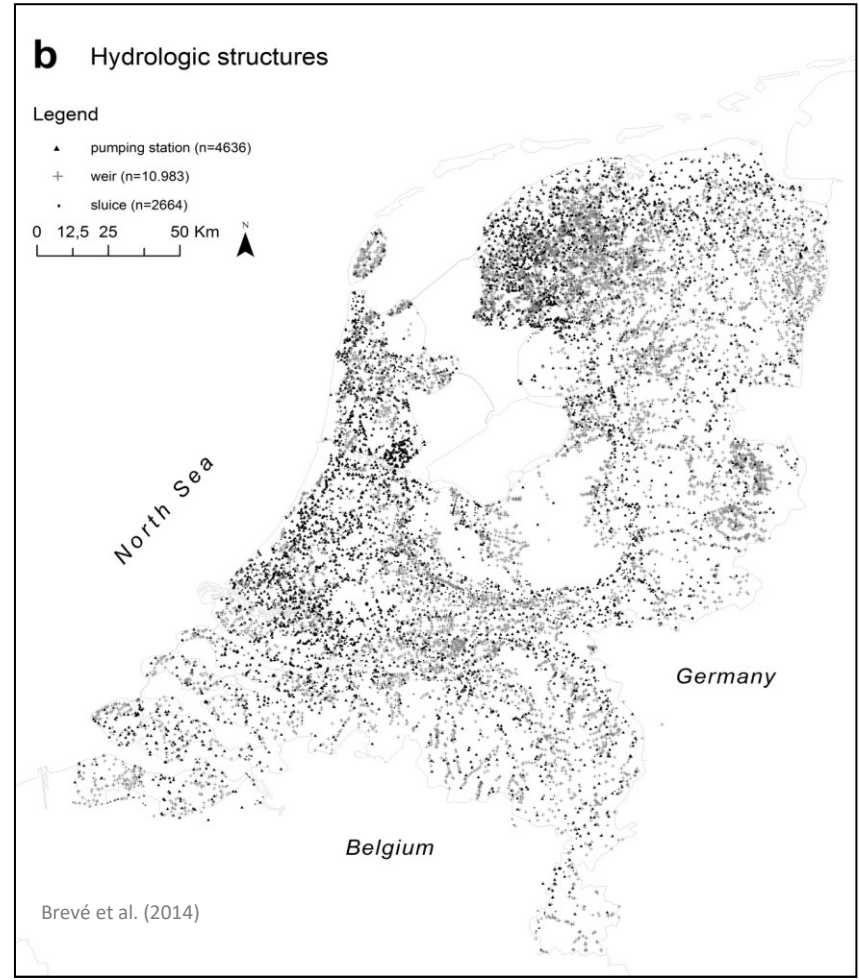 b Hydrologic structures
Legend
pumping station (n=4636)
weir (n=10.983)
sluice (n=2664)
0 12,5 25 50 Km
N
North Sea
Germany
Belgium
Brevé et al. (2014)